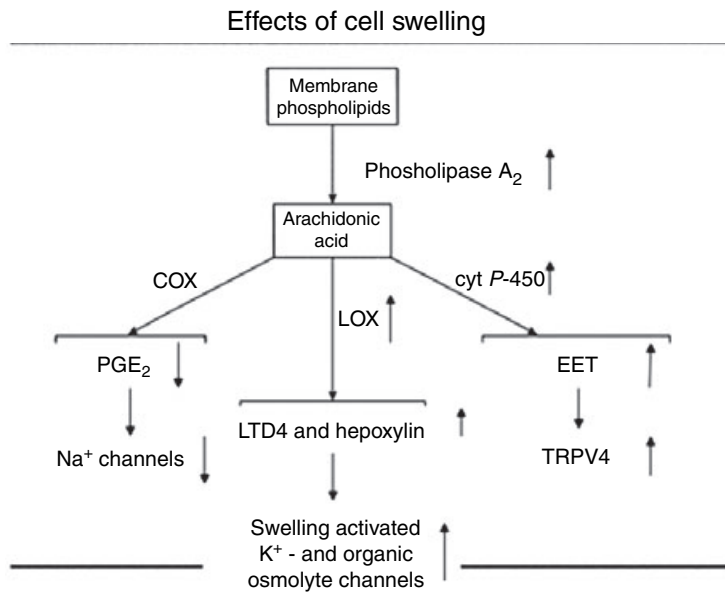 Effects of cell swelling
Membrane
phospholipids
Phosholipase A₂
Arachidonic
acid
COX
LOX
cyt P-450
PGE₂
EET
LTD4 and hepoxylin
Na⁺ channels
TRPV4
Swelling activated
K⁺ - and organic
osmolyte channels